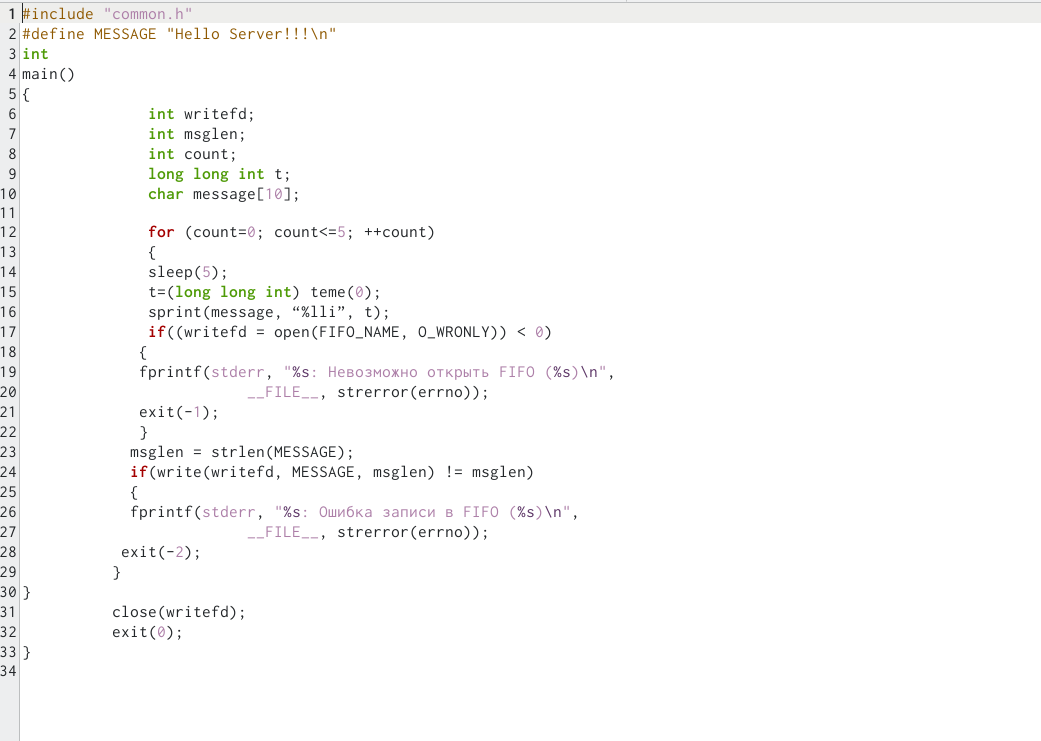 1 #include "common.h"
2 #define MESSAGE "Hello Server!!!\n"
3 int
4 main()
5 {
6 int writefd;
7 int msglen;
8 int count;
9 long long int t;
10 char message[10];
11
12 for (count=0; count<=5; ++count)
13 {
14 sleep(5);
15 t=(long long int) teme(0);
16 sprint(message, “%lli”, t);
17 if((writefd = open(FIFO_NAME, O_WRONLY)) < 0)
18 {
19 fprintf(stderr, "%s: Невозможно открыть FIFO (%s)\n",
20 __FILE__, strerror(errno));
21 exit(-1);
22 }
23 msglen = strlen(MESSAGE);
24 if(write(writefd, MESSAGE, msglen) != msglen)
25 {
26 fprintf(stderr, "%s: Ошибка записи в FIFO (%s)\n",
27 __FILE__, strerror(errno));
28 exit(-2);
29 }
30 }
31 close(writefd);
32 exit(0);
33 }
34